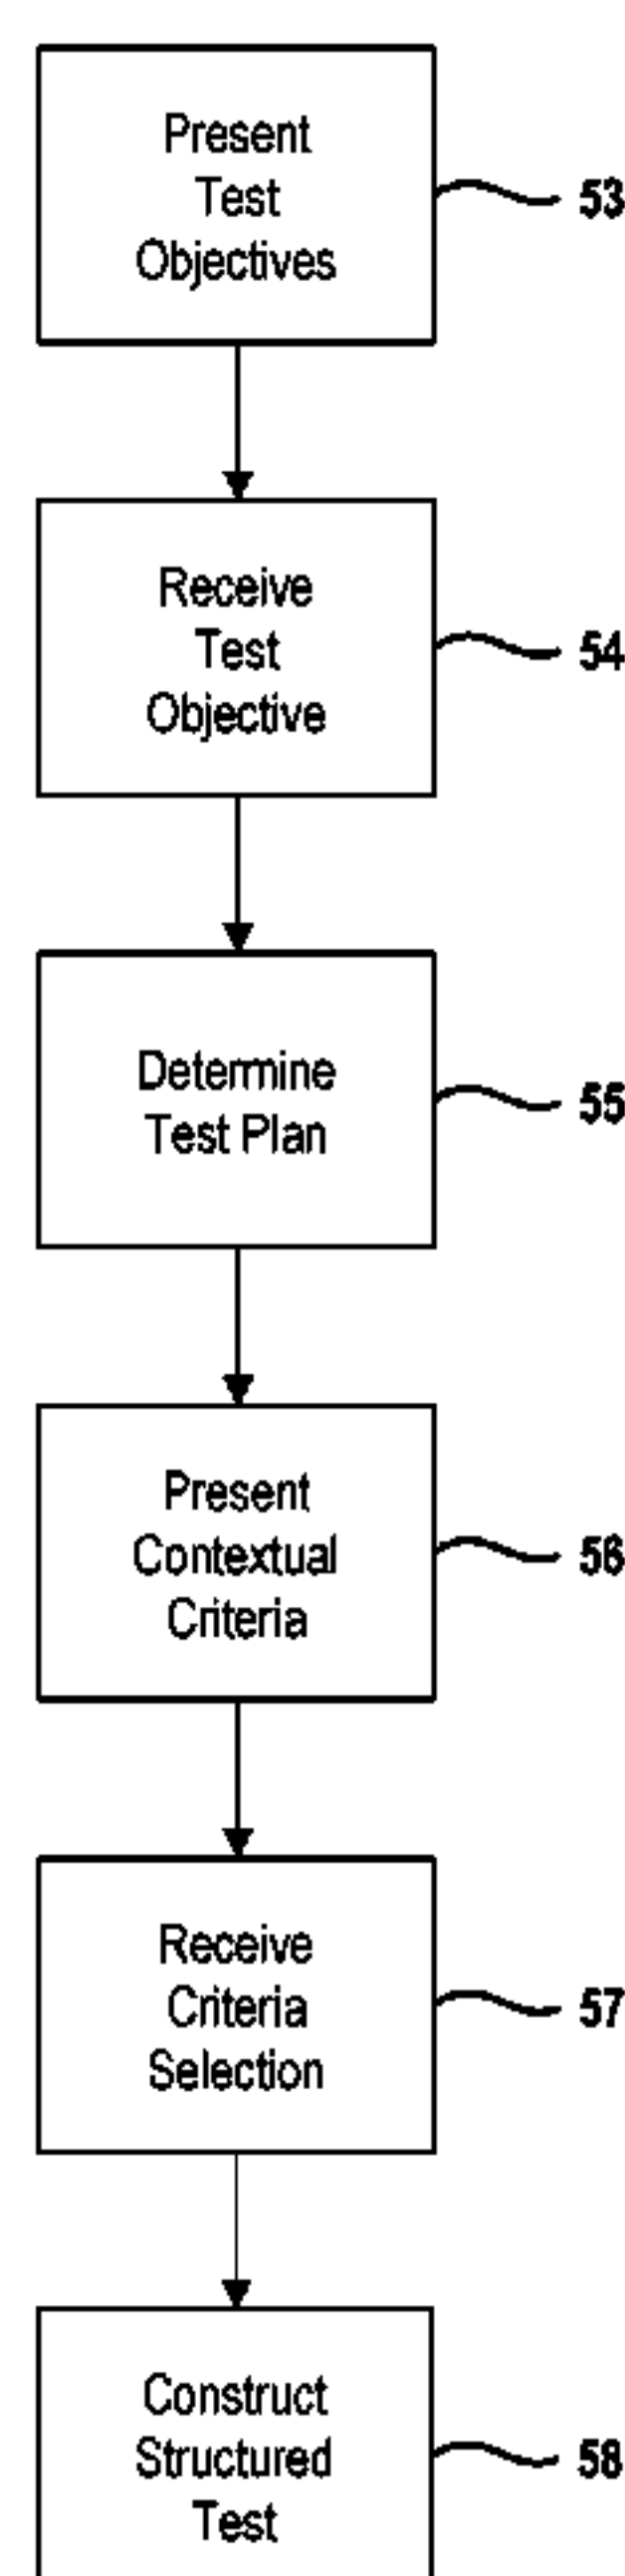 Present
Test
Objectives
53
Receive
Test
Objective
54
Determine
Test Plan
55
Present
Contextual
Criteria
56
Receive
Criteria
Selection
57
Construct
Structured
Test
58